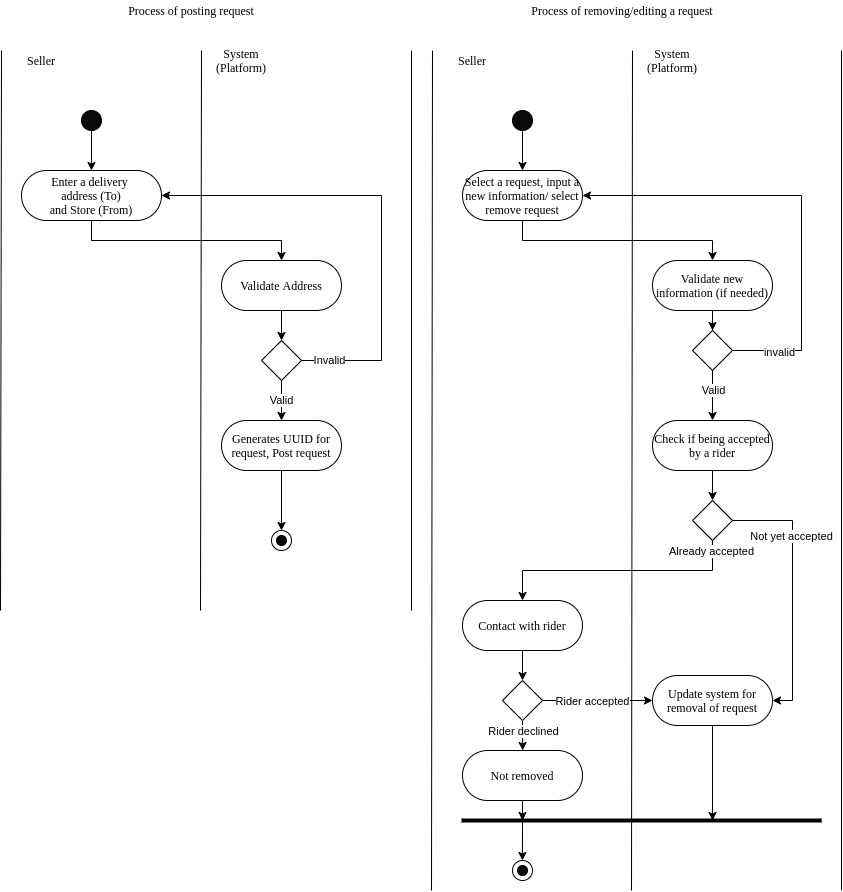 Process of posting request
Seller
System
(Platform)
Enter a delivery
address (To)
and Store (From)
Validate Address
Invalid
Valid
Generates UUID for
request, Post request
Process of removing/editing a request
Seller
System
(Platform)
Select a request, input a
new information/ select
remove request
Validate new
information (if needed)
invalid
Valid
Check if being accepted
by a rider
Not yet accepted
Already accepted
Contact with rider
Rider accepted
Update system for
removal of request
Rider declined
Not removed